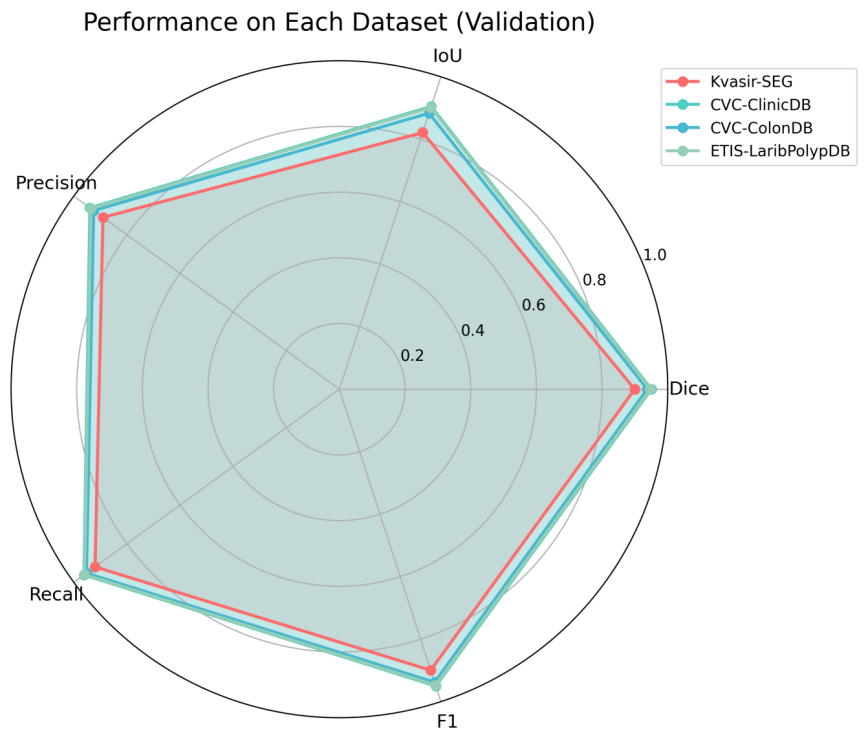 Performance on Each Dataset (Validation)
IoU
Kvasir-SEG
CVC-ClinicDB
CVC-ColonDB
ETIS-LaribPolypDB
Precision
1.0
0.8
0.6
0.4
0.2
Dice
Recall
F1